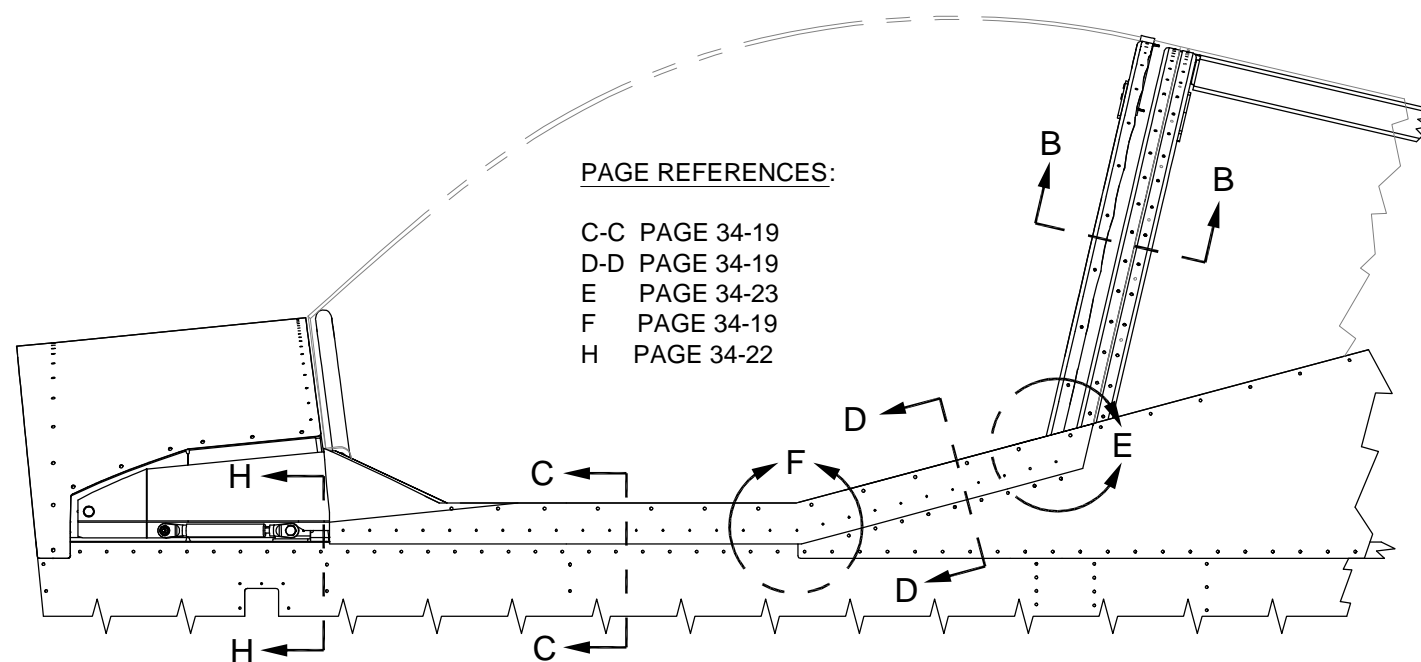 PAGE REFERENCES:
C-C PAGE 34-19
D-D PAGE 34-19
E PAGE 34-23
F PAGE 34-19
H PAGE 34-22
B
B
D
E
F
C
H
D
C
H